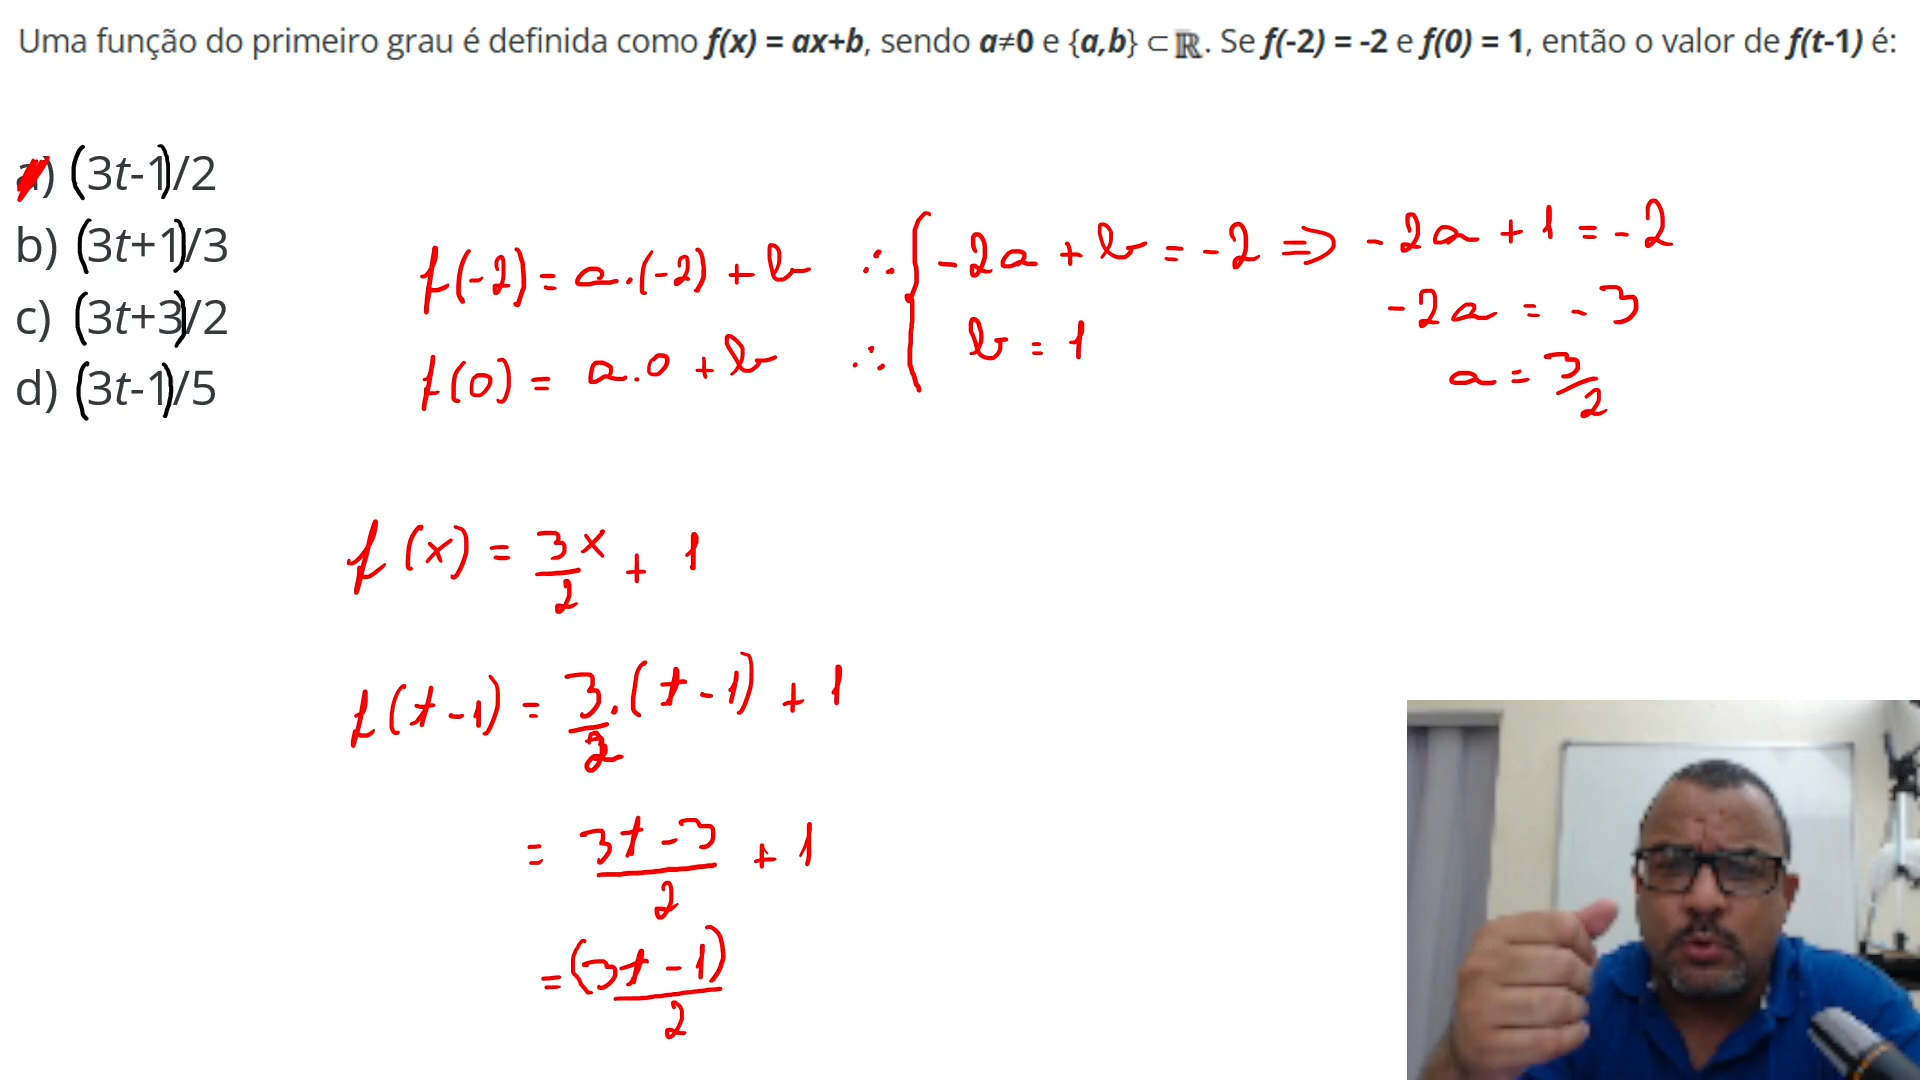 Uma função do primeiro grau é definida como f(x) = ax+b, sendo a≠0 e {a,b} ⊂ ℝ. Se f(-2) = -2 e f(0) = 1, então o valor de f(t-1) é:
a) (3t-1)/2
b) (3t+1)/3
c) (3t+3)/2
d) (3t-1)/5
f(-2) = a.(-2) + b ∴ { -2a + b = -2 ⇒ -2a + 1 = -2
f(0) = a.0 + b ∴ b = 1
-2a = -3
a = 3/2
f(x) = 3x/2 + 1
f(t-1) = 3/2.(t-1) + 1
= 3t-3/2 + 1
= (3t-1)/2